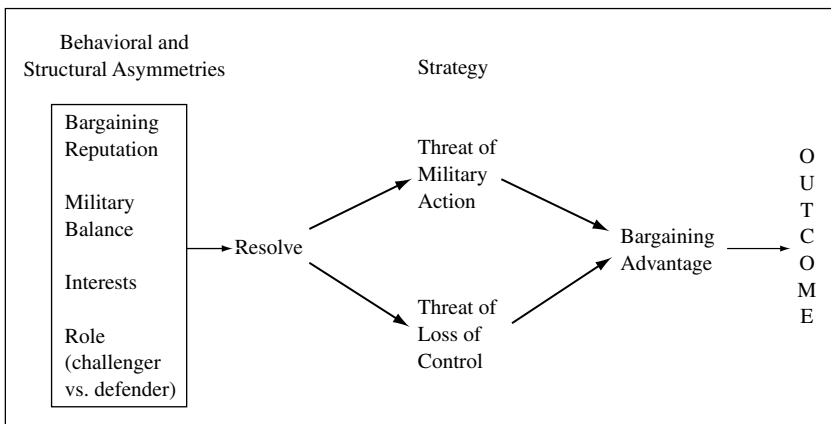 Behavioral and
Structural Asymmetries
Strategy
Bargaining
Reputation
Military
Balance
Interests
Role
(challenger
vs. defender)
Resolve
Threat of
Military
Action
Threat of
Loss of
Control
Bargaining
Advantage
O
U
T
C
O
M
E